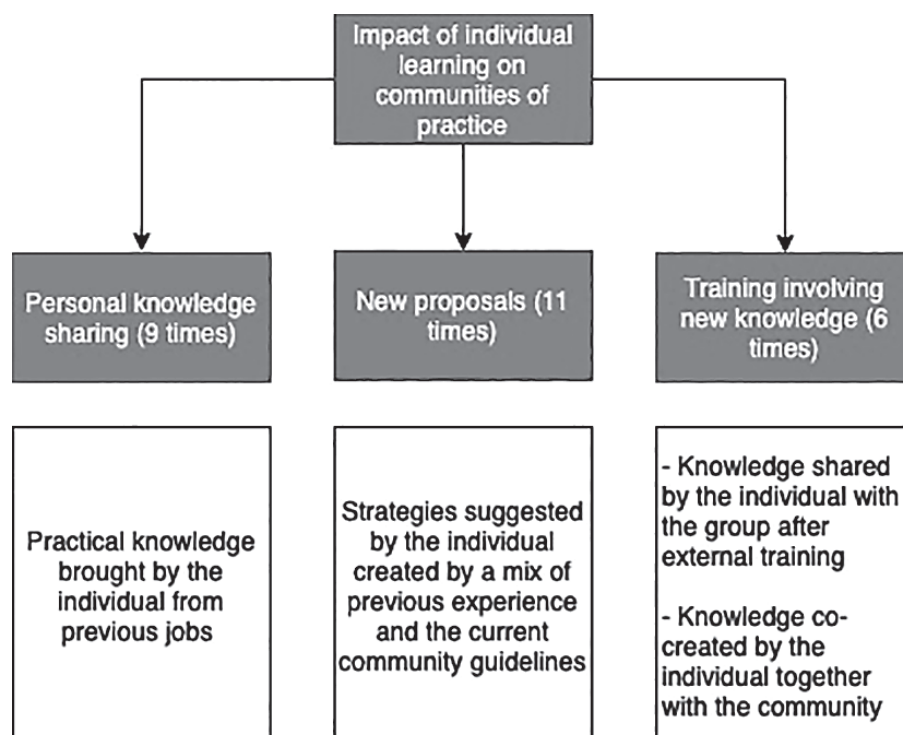 Impact of individual
learning on
communities of
practice
Personal knowledge
sharing (9 times)
New proposals (11
times)
Training involving
new knowledge (6
times)
Practical knowledge
brought by the
individual from
previous jobs
Strategies suggested
by the individual
created by a mix of
previous experience
and the current
community guidelines
- Knowledge shared
by the individual with
the group after
external training
- Knowledge co-
created by the
individual together
with the community